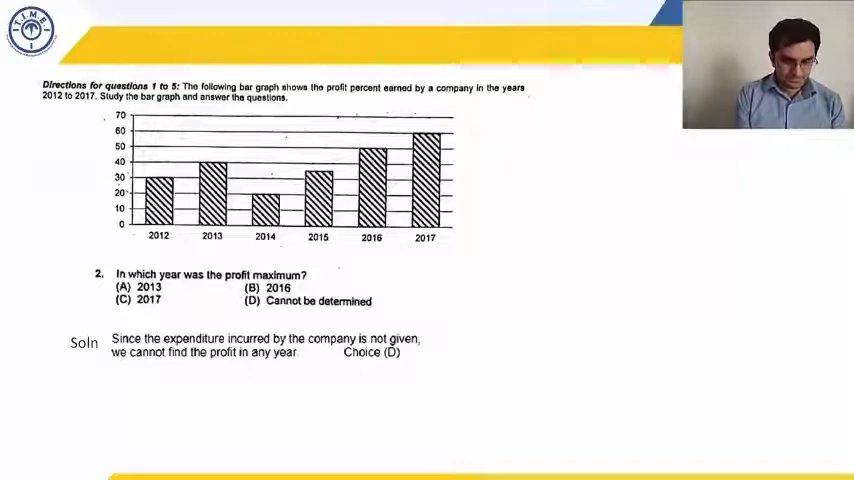 T.I.M.E.
Directions for questions 1 to 5: The following bar graph shows the profit percent earned by a company in the years
2012 to 2017. Study the bar graph and answer the questions.
70
60
50
40
30
20
10
0
2012 2013 2014 2015 2016 2017
2. In which year was the profit maximum?
(A) 2013 (B) 2016
(C) 2017 (D) Cannot be determined
Soln Since the expenditure incurred by the company is not given,
we cannot find the profit in any year. Choice (D)